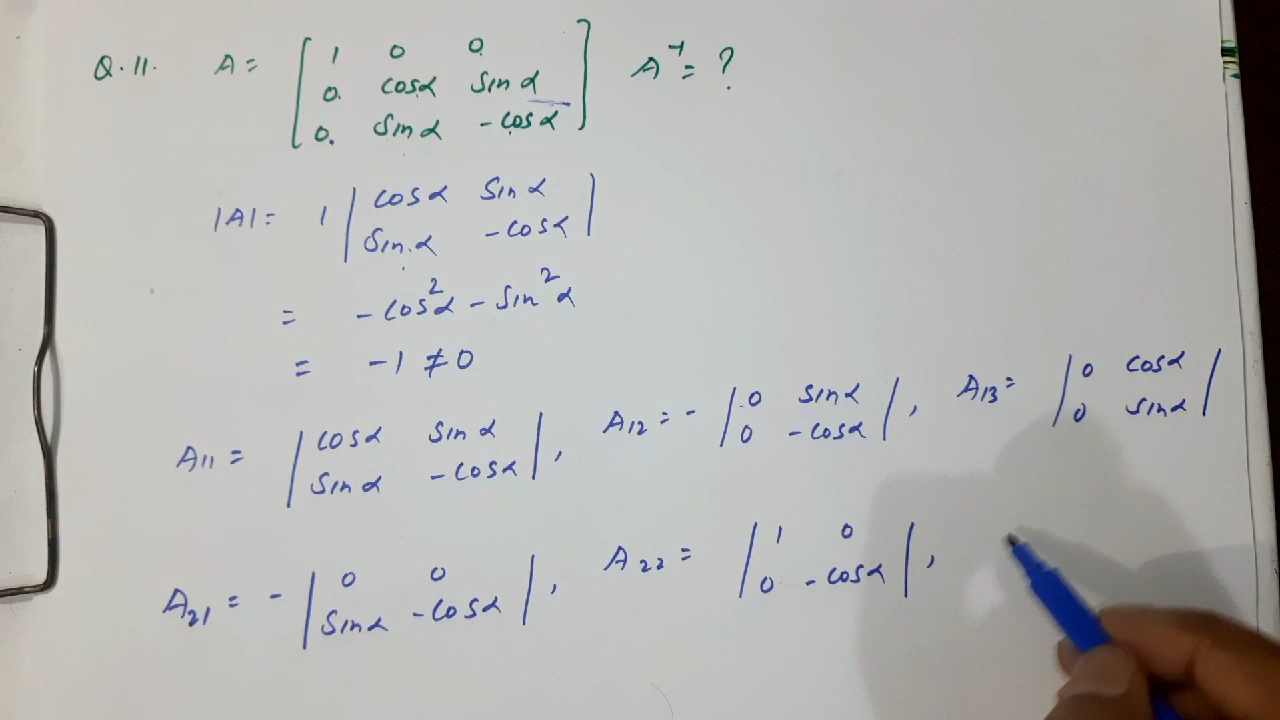 Q.11. A = [ 1 0 0 A⁻¹ = ?
0. cosα sinα
0. sinα -cosα ]
|A| = 1 | cosα sinα
sin.α -cosα |
= -cos²α - sin²α
= -1 ≠ 0
A₁₁ = | cosα sinα |, A₁₂ = - | 0 sinα |, A₁₃ = | 0 cosα |
sinα -cosα 0 -cosα 0 sinα
A₂₁ = - | 0 0 |, A₂₂ = | 1 0 |,
sinα -cosα 0 -cosα